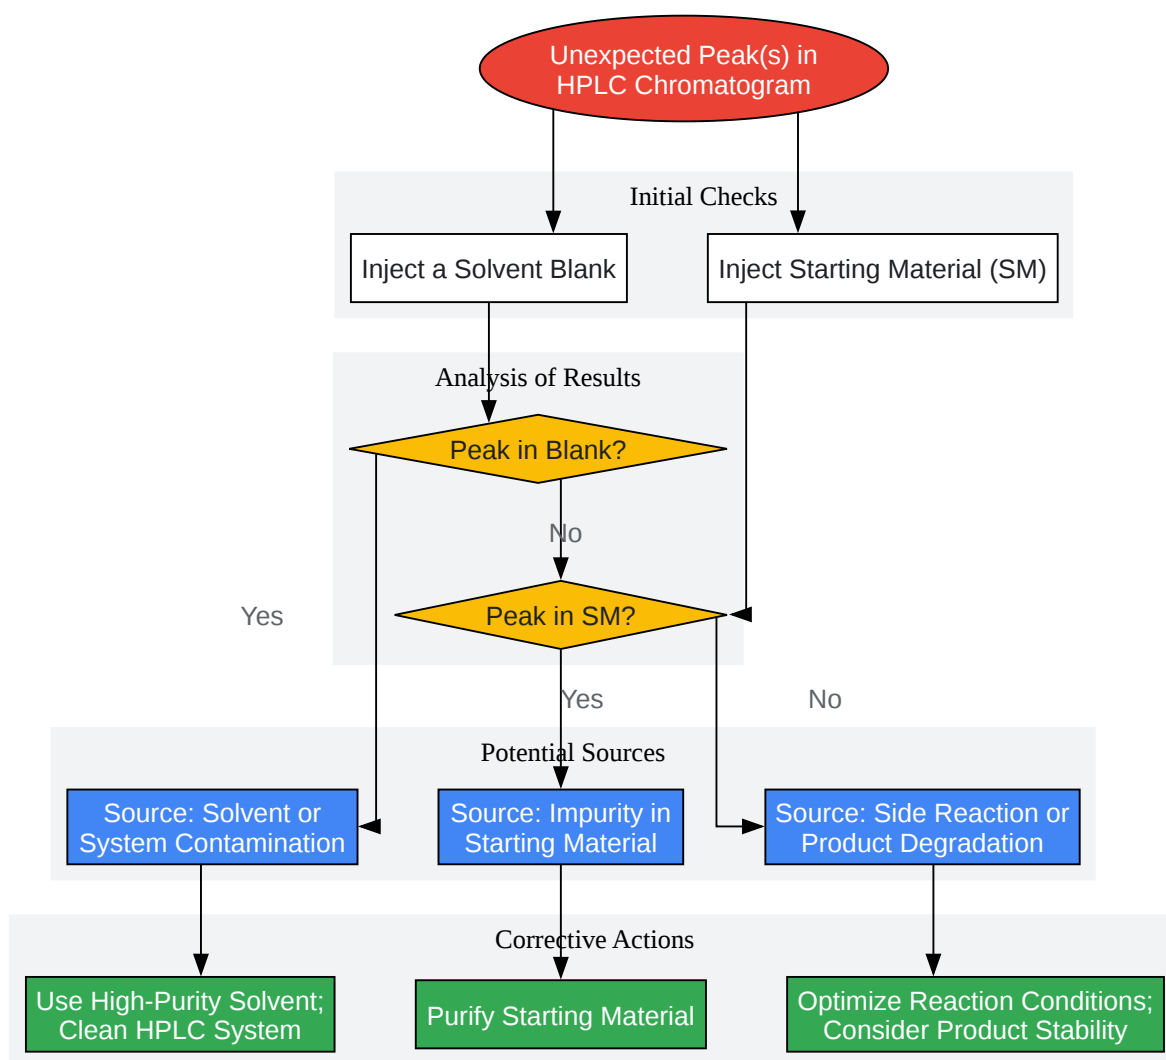 Unexpected Peak(s) in
HPLC Chromatogram
Initial Checks
Inject a Solvent Blank
Inject Starting Material (SM)
Analysis of Results
Peak in Blank?
No
Peak in SM?
Yes
Yes
No
Potential Sources
Source: Solvent or
System Contamination
Source: Impurity in
Starting Material
Source: Side Reaction or
Product Degradation
Corrective Actions
Use High-Purity Solvent;
Clean HPLC System
Purify Starting Material
Optimize Reaction Conditions;
Consider Product Stability